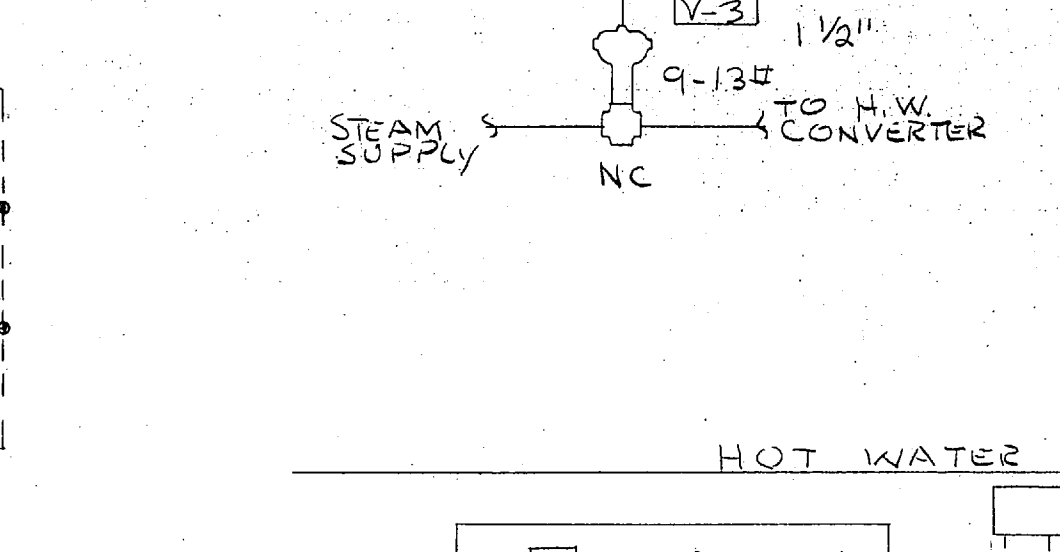 V-3
1 1/2"
9-13#
STEAM
SUPPLY
TO H.W.
CONVERTER
NC
HOT WATER